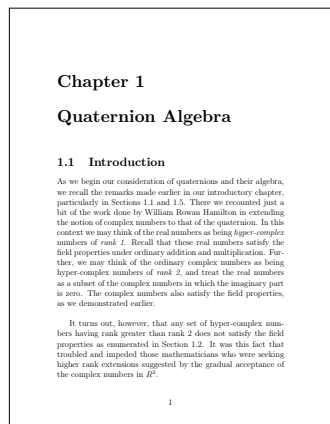 Chapter 1
Quaternion Algebra
1.1 Introduction
As we begin our consideration of quaternions and their algebra,
we recall the remarks made earlier in our introductory chapter,
particularly in Sections 1.1 and 1.5. There we recounted just a
bit of the work done by William Rowan Hamilton in extending
the notion of complex numbers to that of the quaternion. In this
context we may think of the real numbers as being hyper-complex
numbers of rank 1. Recall that these real numbers satisfy the
field properties under ordinary addition and multiplication. Fur-
ther, we may think of the ordinary complex numbers as being
hyper-complex numbers of rank 2, and treat the real numbers
as a subset of the complex numbers in which the imaginary part
is zero. The complex numbers also satisfy the field properties,
as we demonstrated earlier.
It turns out, however, that any set of hyper-complex num-
bers having rank greater than rank 2 does not satisfy the field
properties as enumerated in Section 1.2. It was this fact that
troubled and impeded those mathematicians who were seeking
higher rank extensions suggested by the gradual acceptance of
the complex numbers in R².
1